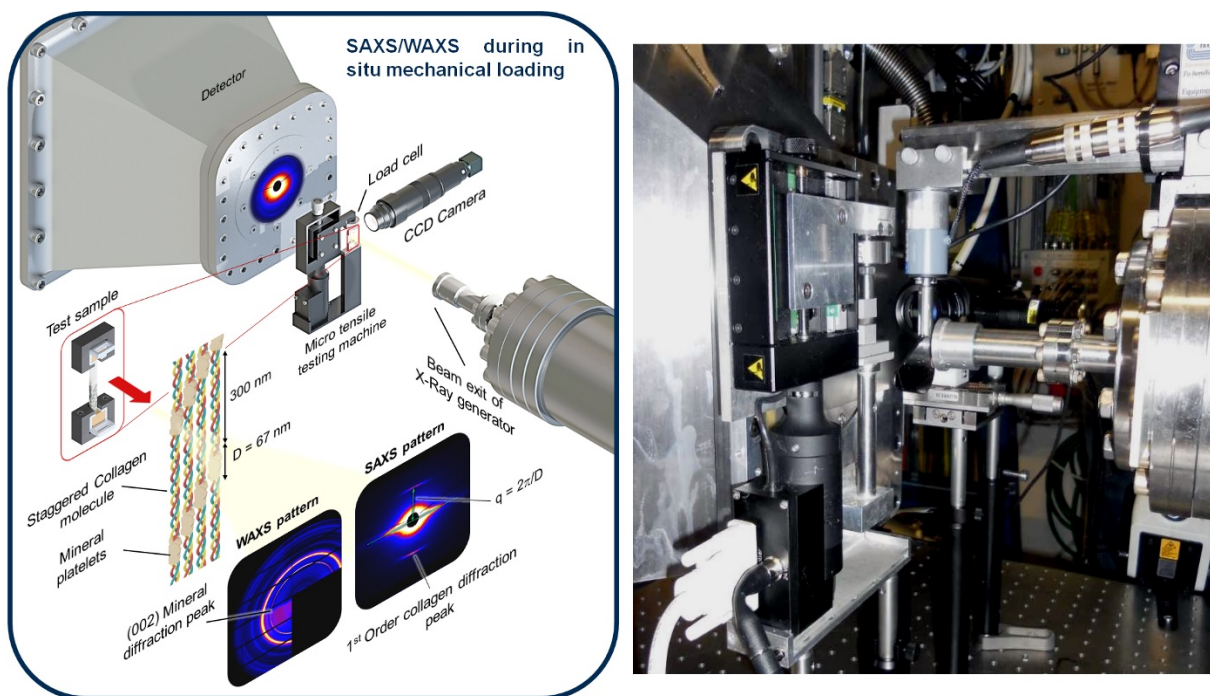 SAXS/WAXS during in
situ mechanical loading
Detector
Load cell
CCD Camera
Test sample
Micro tensile
testing machine
Beam exit of
X-Ray generator
300 nm
D = 67 nm
Staggered Collagen
molecule
Mineral
platelets
SAXS pattern
q = 2π/D
WAXS pattern
(002) Mineral
diffraction peak
1st Order collagen diffraction
peak